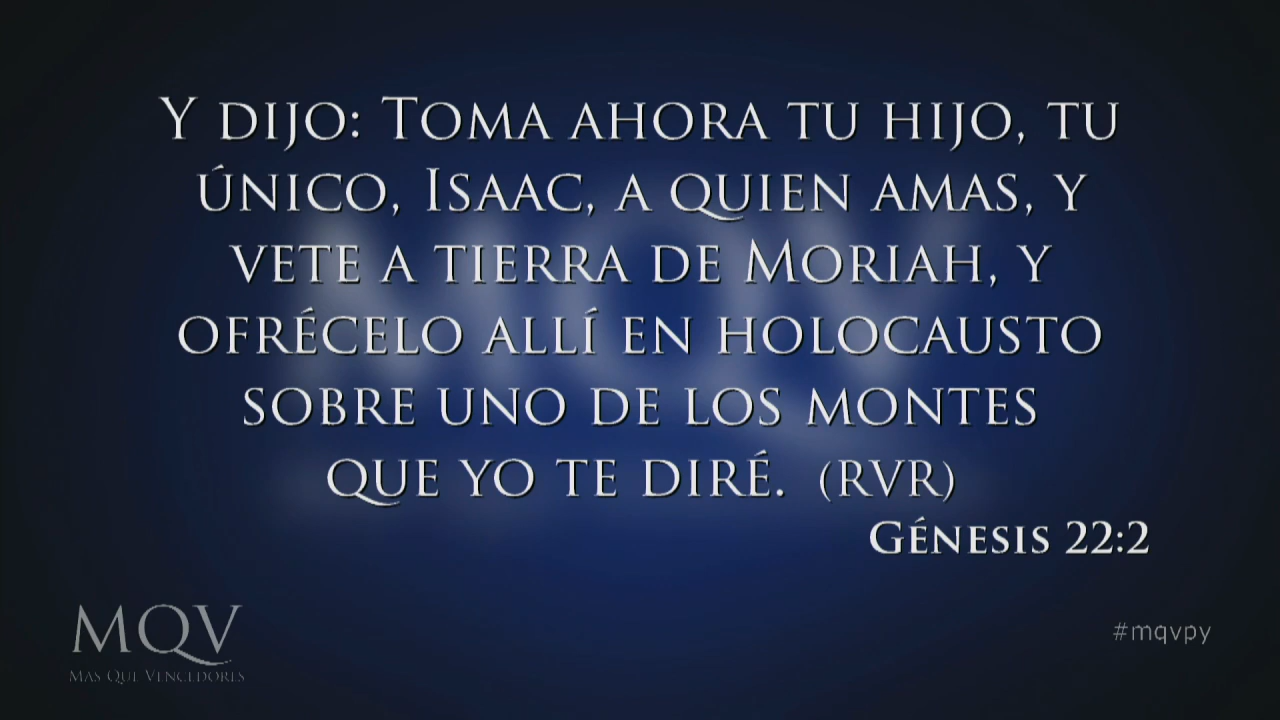 Y DIJO: TOMA AHORA TU HIJO, TU
ÚNICO, ISAAC, A QUIEN AMAS, Y
VETE A TIERRA DE MORIAH, Y
OFRÉCELO ALLÍ EN HOLOCAUSTO
SOBRE UNO DE LOS MONTES
QUE YO TE DIRÉ. (RVR)
GÉNESIS 22:2
MQV
MAS QUE VENCEDORES
#mqvpy